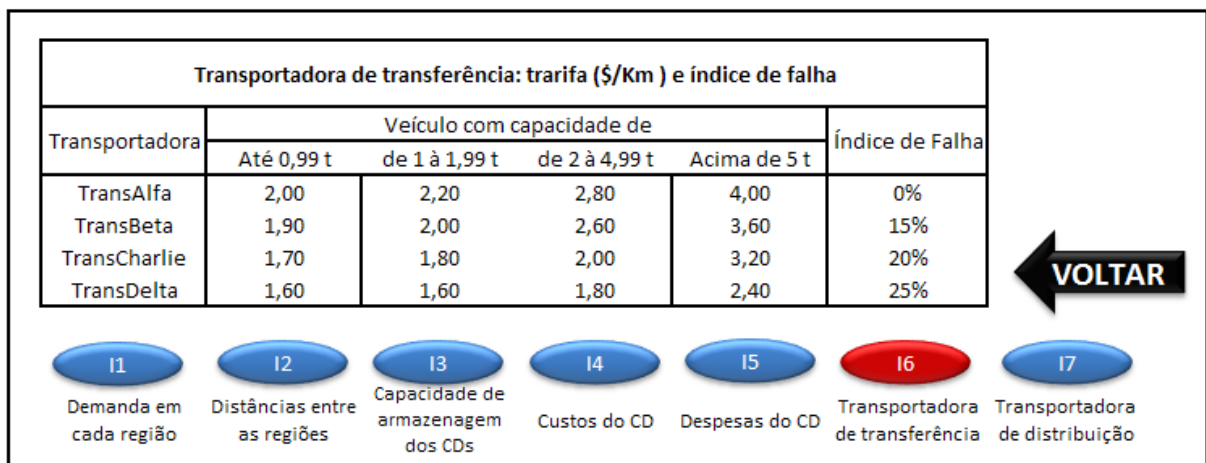 Transportadora de transferência: trarifa ($/Km ) e índice de falha
Transportadora Veículo com capacidade de Índice de Falha
Até 0,99 t de 1 à 1,99 t de 2 à 4,99 t Acima de 5 t
TransAlfa 2,00 2,20 2,80 4,00 0%
TransBeta 1,90 2,00 2,60 3,60 15%
TransCharlie 1,70 1,80 2,00 3,20 20%
TransDelta 1,60 1,60 1,80 2,40 25%
VOLTAR
I1 I2 I3 I4 I5 I6 I7
Demanda em cada região
Distâncias entre as regiões
Capacidade de armazenagem dos CDs
Custos do CD
Despesas do CD
Transportadora de transferência
Transportadora de distribuição